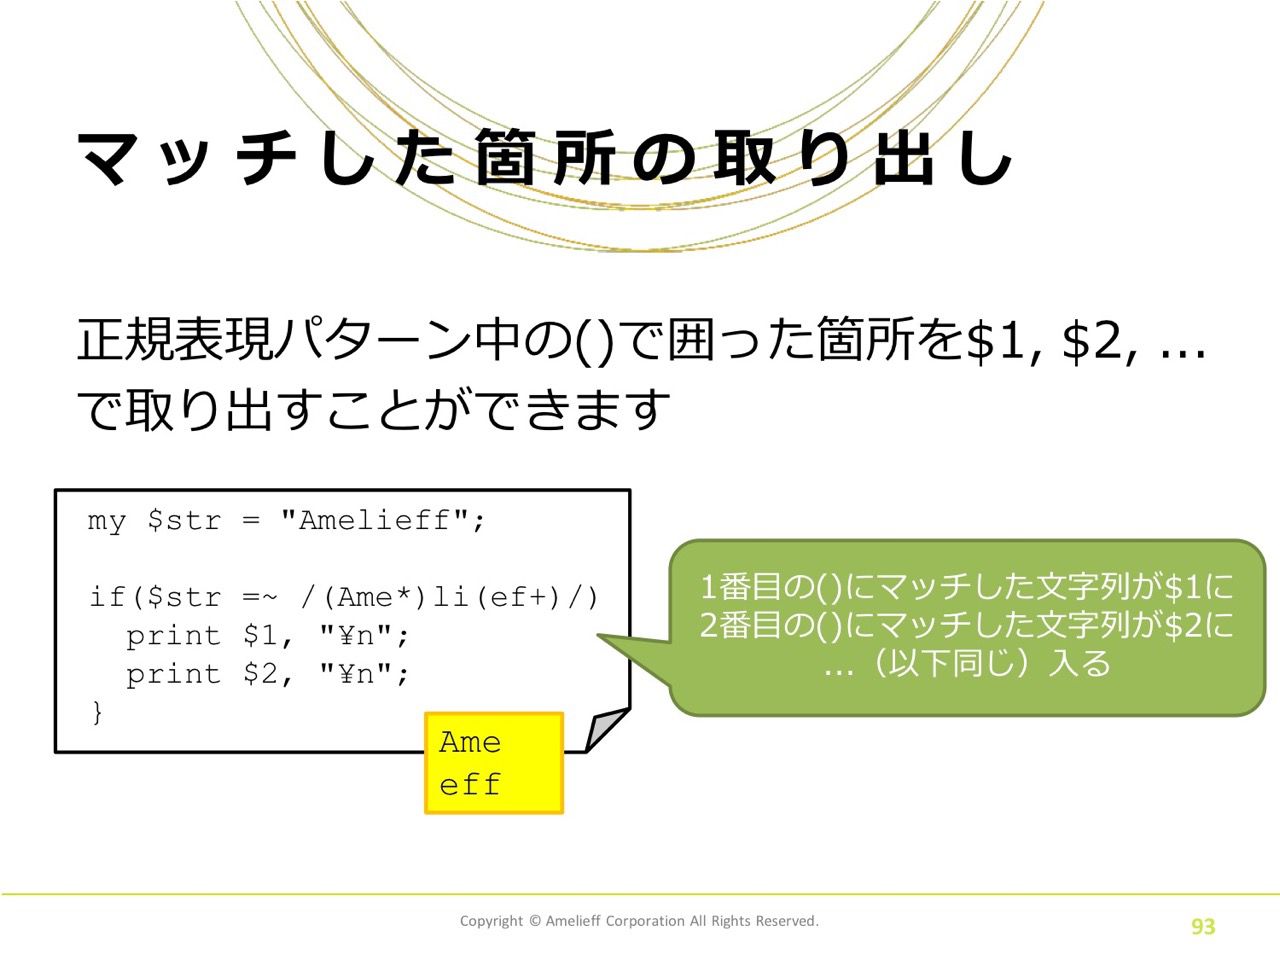 マッチした箇所の取り出し
正規表現パターン中の()で囲った箇所を$1, $2, ...
で取り出すことができます
my $str = "Amelieff";
if($str =~ /(Ame*)li(ef+)/)
print $1, "¥n";
print $2, "¥n";
}
Ame
eff
1番目の()にマッチした文字列が$1に
2番目の()にマッチした文字列が$2に
...（以下同じ）入る
Copyright © Amelieff Corporation All Rights Reserved.
93